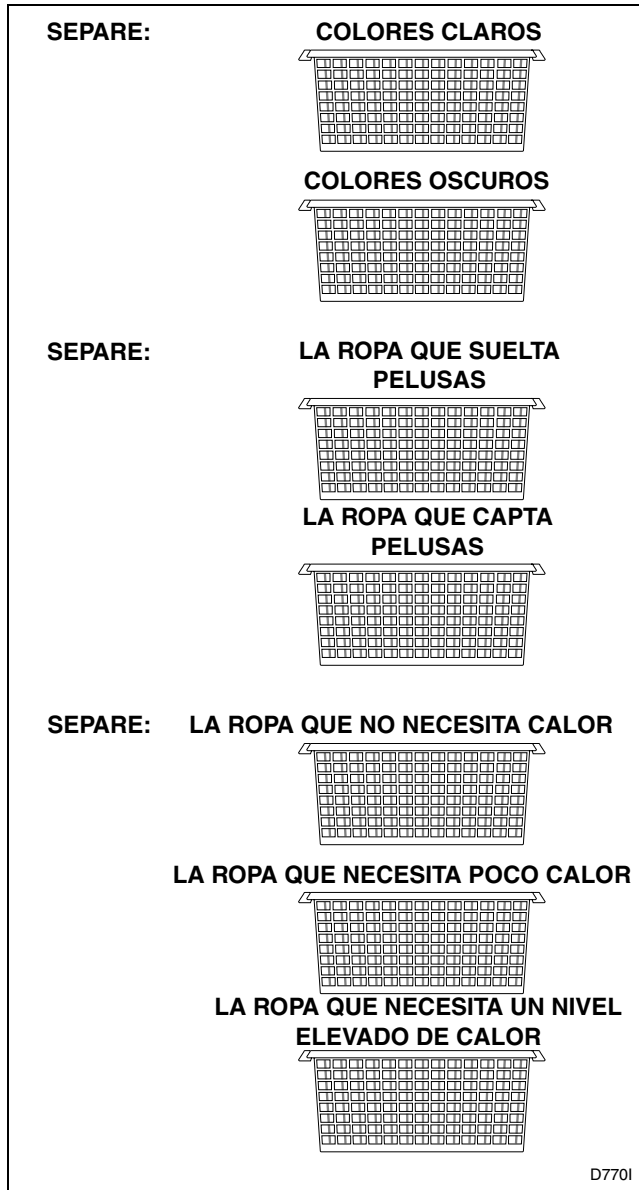 SEPARE: COLORES CLAROS
COLORES OSCUROS
SEPARE: LA ROPA QUE SUELTA
PELUSAS
LA ROPA QUE CAPTA
PELUSAS
SEPARE: LA ROPA QUE NO NECESITA CALOR
LA ROPA QUE NECESITA POCO CALOR
LA ROPA QUE NECESITA UN NIVEL
ELEVADO DE CALOR
D770I